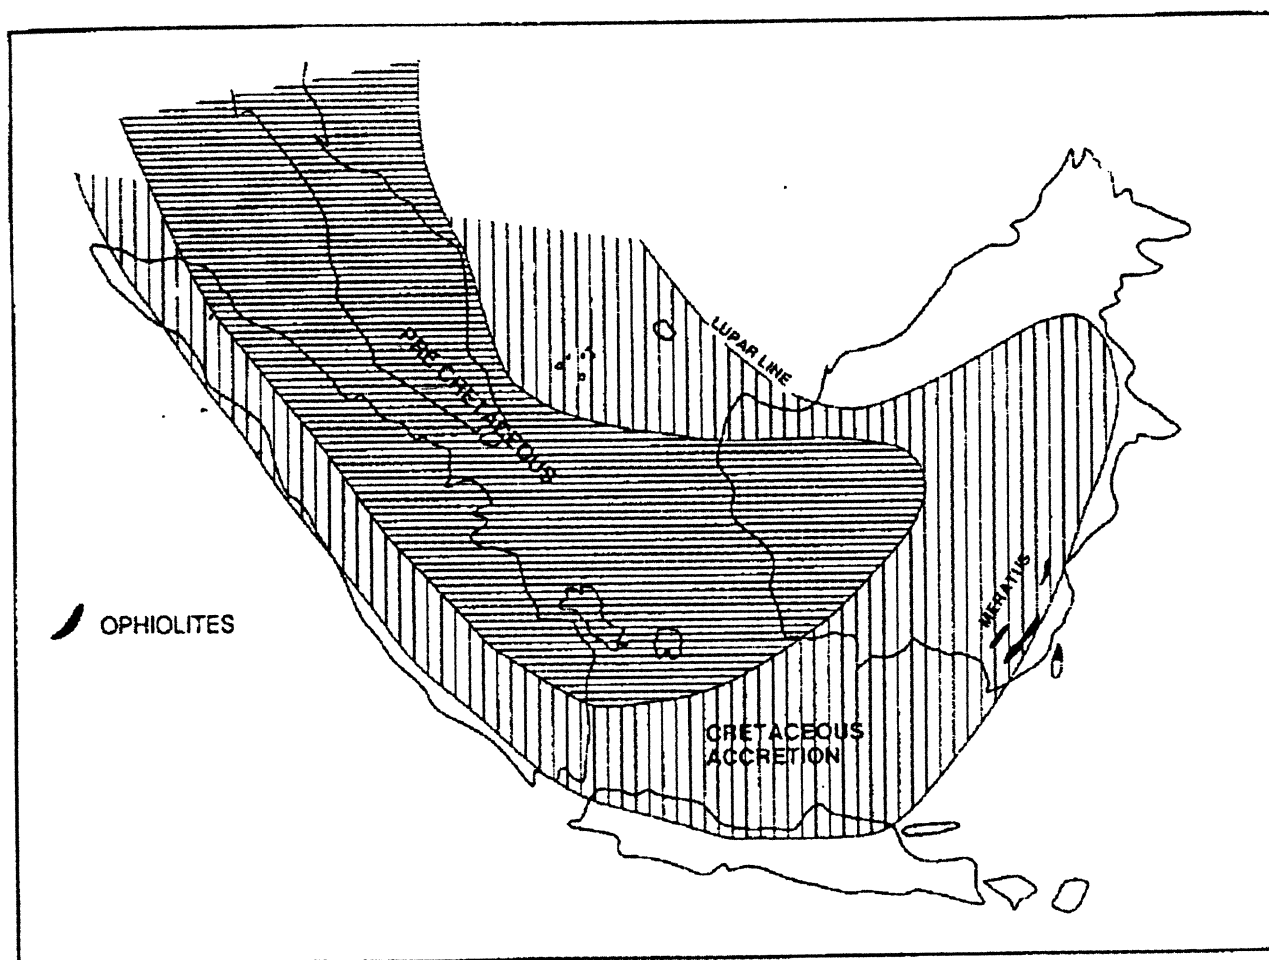 LUPAR LINE
PRE CRETACEOUS
MERATUS
OPHIOLITES
CRETACEOUS
ACCRETION